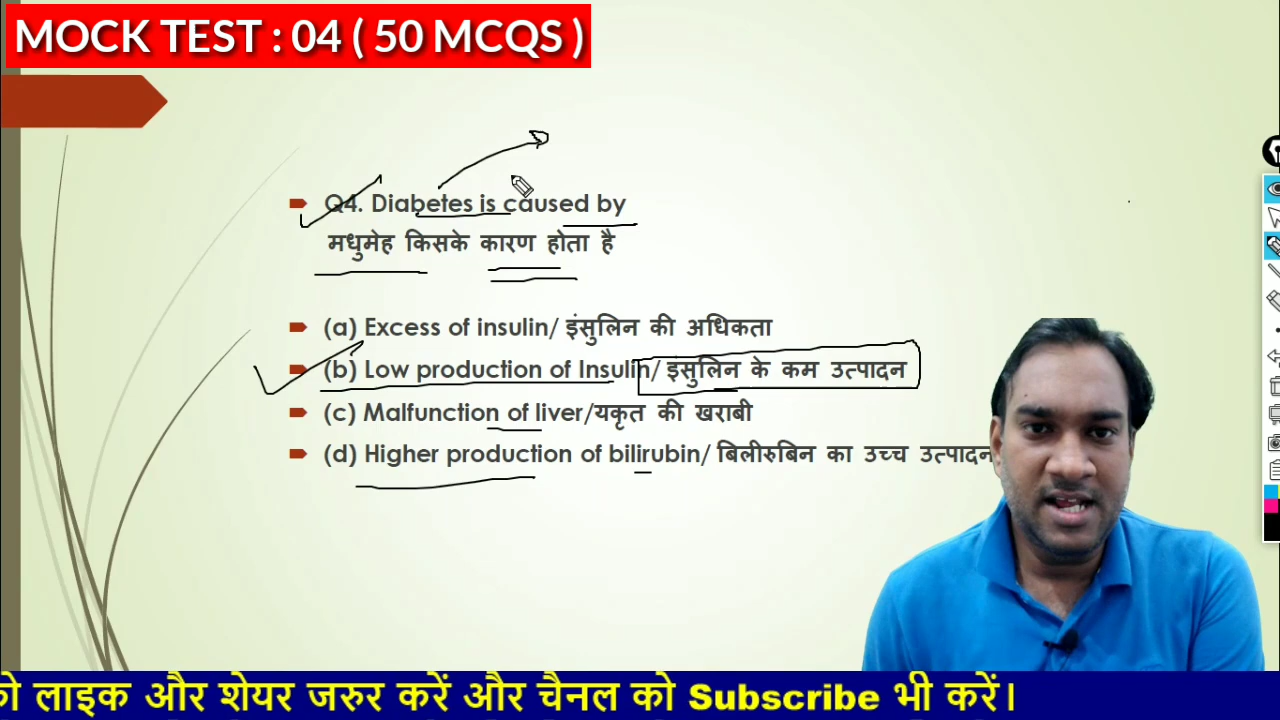 MOCK TEST : 04 ( 50 MCQS )
Q4. Diabetes is caused by
मधुमेह किसके कारण होता है
(a) Excess of insulin/ इंसुलिन की अधिकता
(b) Low production of Insulin/ इंसुलिन के कम उत्पादन
(c) Malfunction of liver/यकृत की खराबी
(d) Higher production of bilirubin/ बिलीरुबिन का उच्च उत्पादन
को लाइक और शेयर जरुर करें और चैनल को Subscribe भी करें।